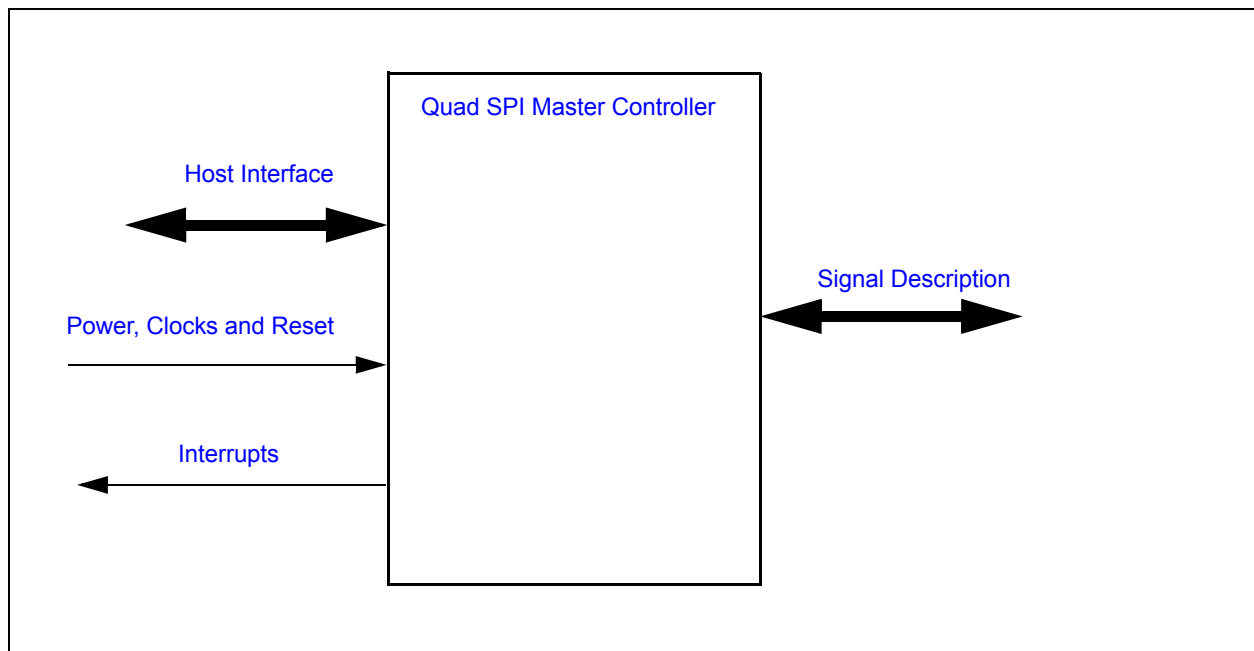 Quad SPI Master Controller
Host Interface
Signal Description
Power, Clocks and Reset
Interrupts